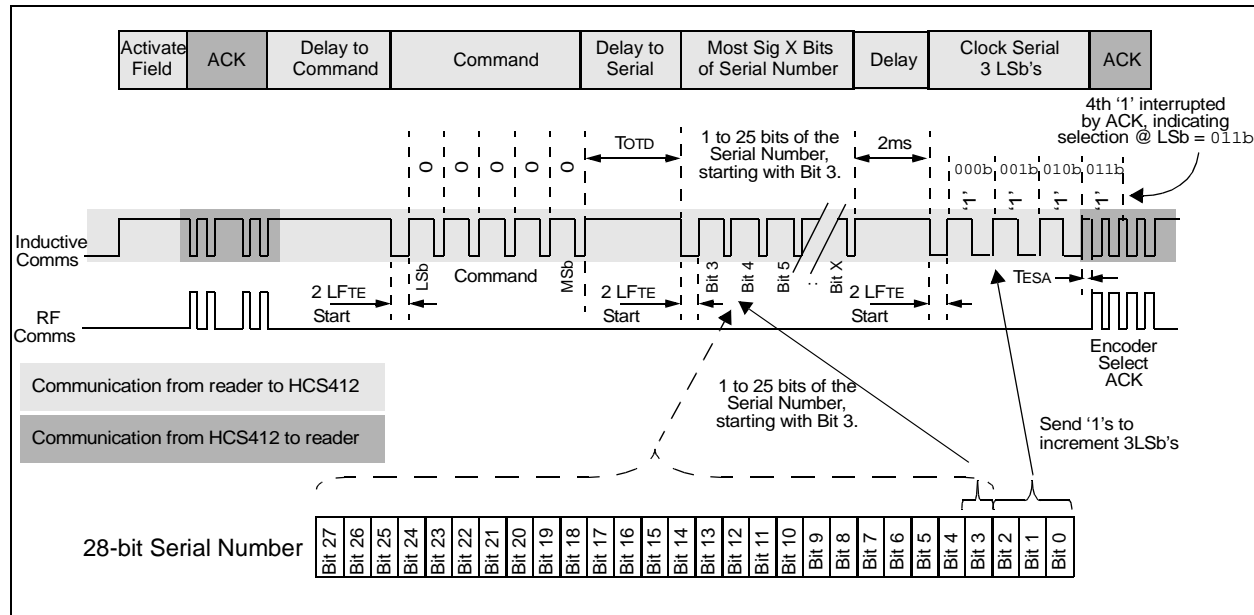 Activate Field
ACK
Delay to Command
Command
Delay to Serial
Most Sig X Bits of Serial Number
Delay
Clock Serial 3 LSb's
ACK
4th '1' interrupted
by ACK, indicating
selection @ LSb = 011b
0 0 0 0 0
TOTD
1 to 25 bits of the
Serial Number,
starting with Bit 3.
2ms
000b 001b 010b 011b
'1' '1' '1' '1'
Inductive
Comms
LSb
Command
MSb
Bit 3
Bit 4
Bit 5
:
Bit X
TESA
2 LFTE
Start
2 LFTE
Start
2 LFTE
Start
RF
Comms
Encoder
Select
ACK
Communication from reader to HCS412
Communication from HCS412 to reader
1 to 25 bits of the
Serial Number,
starting with Bit 3.
Send '1's to
increment 3LSb's
28-bit Serial Number
Bit 27 Bit 26 Bit 25 Bit 24 Bit 23 Bit 22 Bit 21 Bit 20 Bit 19 Bit 18 Bit 17 Bit 16 Bit 15 Bit 14 Bit 13 Bit 12 Bit 11 Bit 10 Bit 9 Bit 8 Bit 7 Bit 6 Bit 5 Bit 4 Bit 3 Bit 2 Bit 1 Bit 0